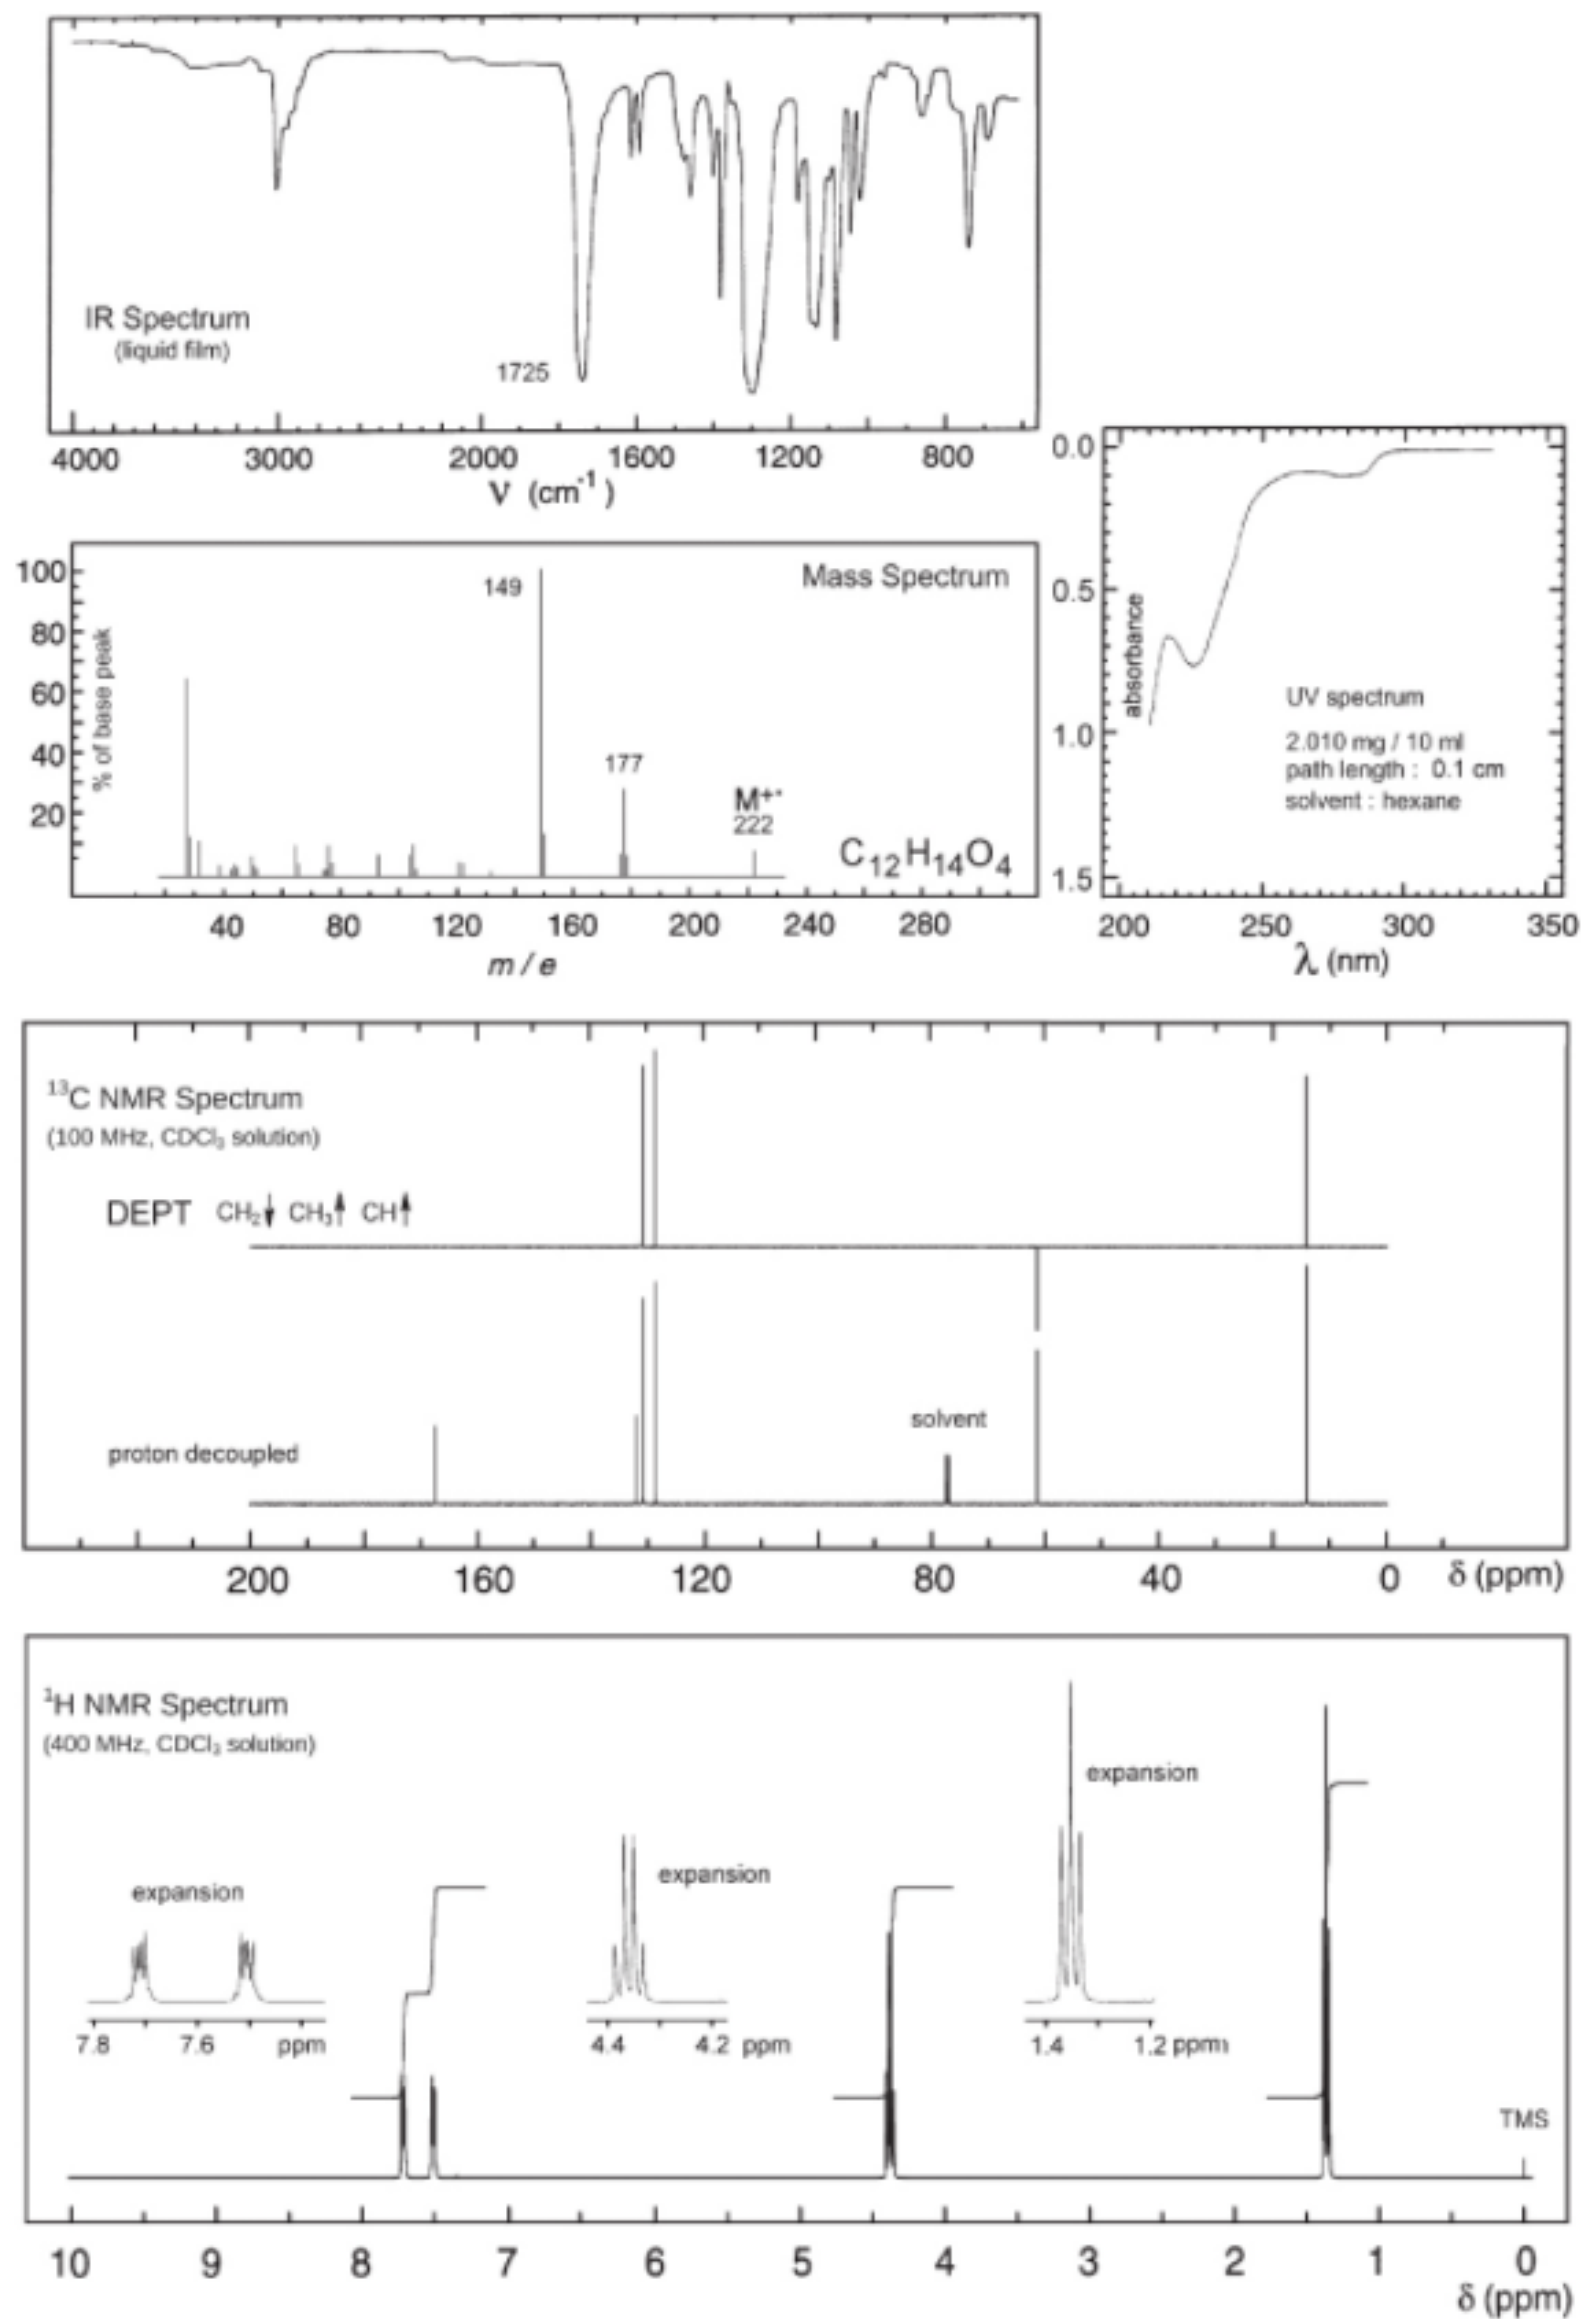 IR Spectrum
(liquid film)
1725
4000 3000 2000 1600 1200 800
V (cm⁻¹)
0.0
0.5
1.0
1.5
absorbance
UV spectrum
2.010 mg / 10 ml
path length : 0.1 cm
solvent : hexane
200 250 300 350
λ (nm)
100
80
60
40
20
% of base peak
149
Mass Spectrum
177
M⁺·
222
C₁₂H₁₄O₄
40 80 120 160 200 240 280
m / e
¹³C NMR Spectrum
(100 MHz, CDCl₃ solution)
DEPT CH₂↓ CH₃↑ CH↑
solvent
proton decoupled
200 160 120 80 40 0 δ (ppm)
¹H NMR Spectrum
(400 MHz, CDCl₃ solution)
expansion
expansion
expansion
7.8 7.6 ppm
4.4 4.2 ppm
1.4 1.2 ppm
TMS
10 9 8 7 6 5 4 3 2 1 0
δ (ppm)